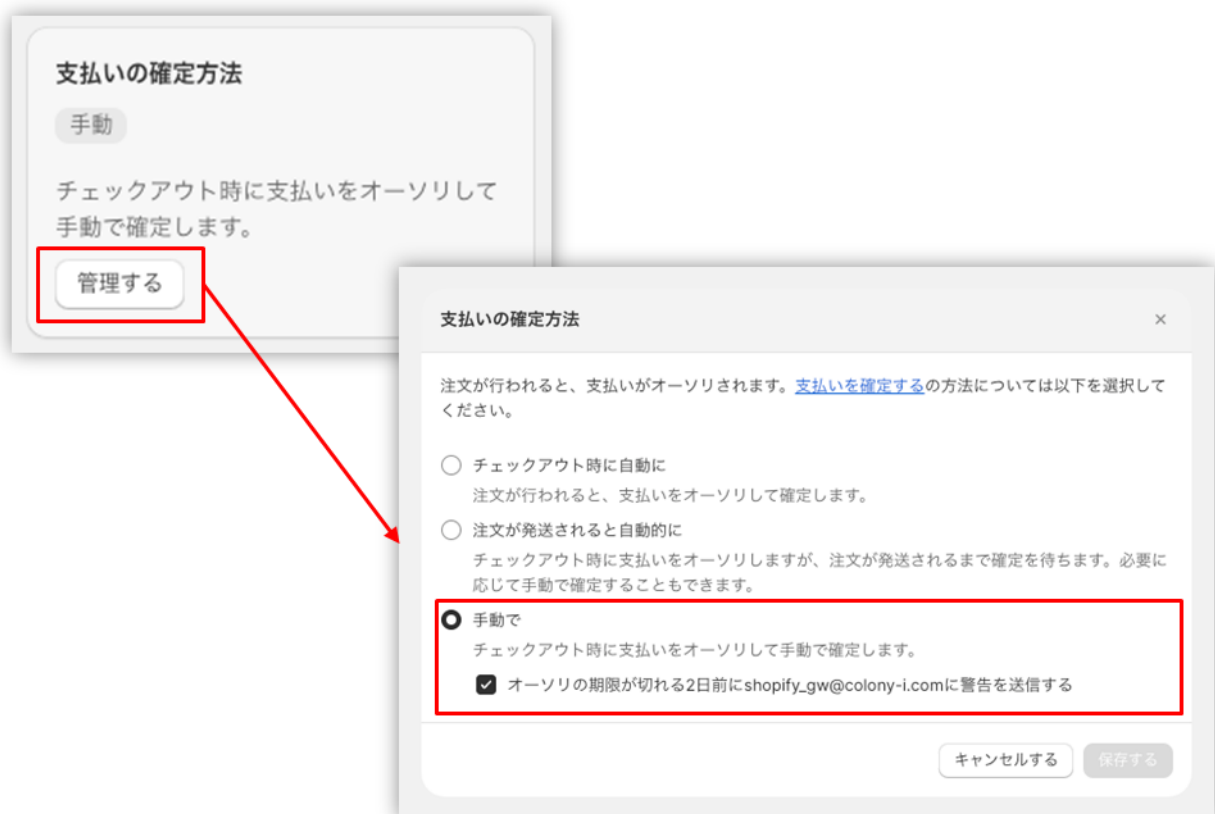 支払いの確定方法
手動
チェックアウト時に支払いをオーソリして
手動で確定します。
管理する
支払いの確定方法
×
注文が行われると、支払いがオーソリされます。支払いを確定するの方法については以下を選択して
ください。
チェックアウト時に自動に
注文が行われると、支払いをオーソリして確定します。
注文が発送されると自動的に
チェックアウト時に支払いをオーソリしますが、注文が発送されるまで確定を待ちます。必要に
応じて手動で確定することもできます。
手動で
チェックアウト時に支払いをオーソリして手動で確定します。
オーソリの期限が切れる2日前にshopify_gw@colony-i.comに警告を送信する
キャンセルする
保存する